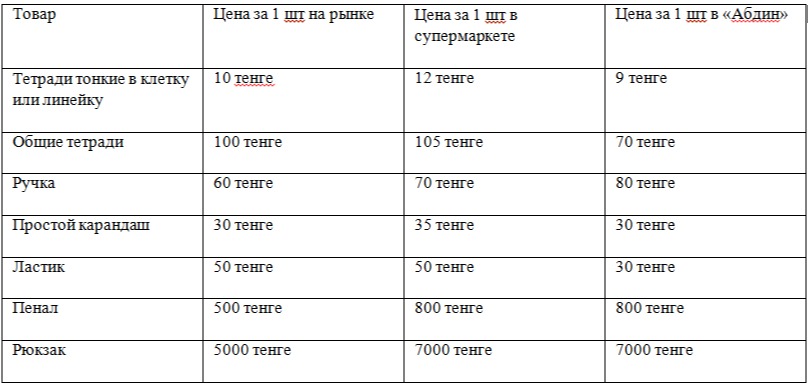 Товар Цена за 1 шт на рынке Цена за 1 шт в супермаркете Цена за 1 шт в «Абдин»
Тетради тонкие в клетку или линейку 10 тенге 12 тенге 9 тенге
Общие тетради 100 тенге 105 тенге 70 тенге
Ручка 60 тенге 70 тенге 80 тенге
Простой карандаш 30 тенге 35 тенге 30 тенге
Ластик 50 тенге 50 тенге 30 тенге
Пенал 500 тенге 800 тенге 800 тенге
Рюкзак 5000 тенге 7000 тенге 7000 тенге